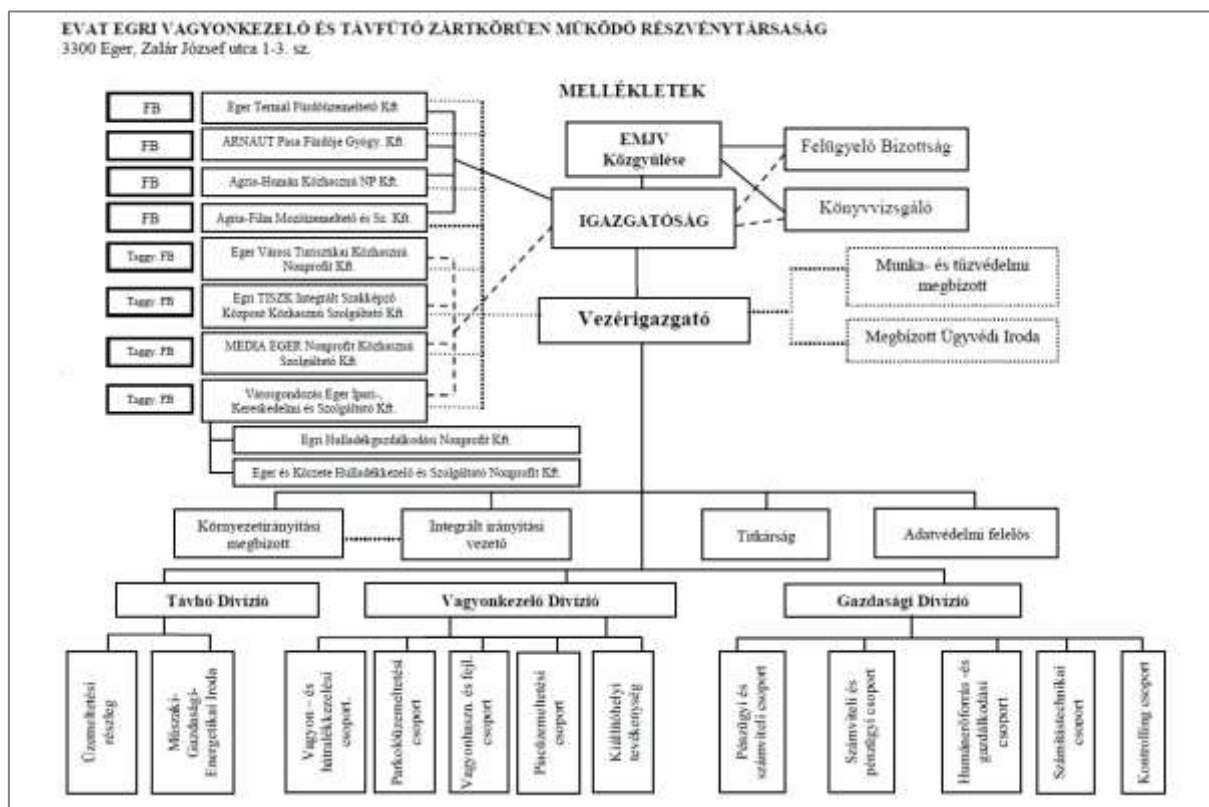 EVAT EGRI VAGYONKEZELŐ ÉS TÁVFŰTŐ ZÁRTKÖRŰEN MŰKÖDŐ RÉSZVÉNYTÁRSASÁG
3300 Eger, Zalár József utca 1-3. sz.
MELLÉKLETEK
FB
Eger Termál Fürdőüzemeltető Kft
FB
ARNAUT Pasa Fürdője Gyógy. Kft.
FB
Agria-Humán Közhasznú NP Kft.
FB
Agria-Film Moziüzemeltető és Sz. Kft
Taggy. FB
Eger Városi Turisztikai Közhasznú
Nonprofit Kft.
Taggy. FB
Egri TISZK Integrált Szakképző
Központ Közhasznú Szolgáltató Kft.
Taggy. FB
MEDIA EGER Nonprofit Közhasznú
Szolgáltató Kft.
Taggy. FB
Városgondozás Eger Ipari-,
Kereskedelmi és Szolgáltató Kft.
Egri Hulladékgazdálkodási Nonprofit Kft.
Eger és Körzete Hulladékkezelő és Szolgáltató Nonprofit Kft.
EMJV
Közgyűlése
IGAZGATÓSÁG
Vezérigazgató
Felügyelő Bizottság
Könyvvizsgáló
Munka- és tűzvédelmi
megbízott
Megbízott Ügyvédi Iroda
Környezetirányítási
megbízott
Integrált irányítási
vezető
Titkárság
Adatvédelmi felelős
Távhő Divízió
Vagyonkezelő Divízió
Gazdasági Divízió
Üzemeltetési
részleg
Műszaki-
Gazdasági-
Energetikai Iroda
Vagyon – és
hátralékkezelési
csoport.
Parkolóüzemeltetési
csoport
Vagyonhaszn. és fejl.
csoport
Piacüzemeltetési
csoport
Kiülőhelyi
tevékenység
Pénzügyi és
számviteli csoport
Számviteli és
pénzügyi csoport
Humánerőforrás -és
gazdálkodási
csoport
Számítástechnikai
csoport
Kontrolling csoport